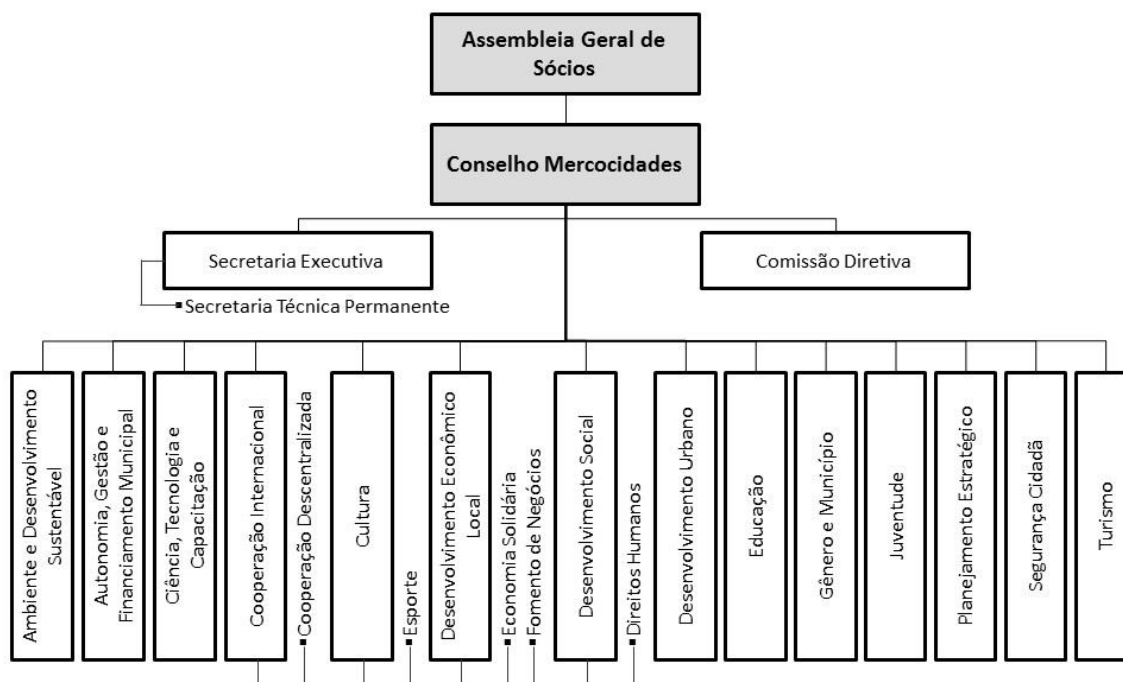 Assembleia Geral de
Sócios
Conselho Mercocidades
Secretaria Executiva
Comissão Diretiva
Secretaria Técnica Permanente
Ambiente e Desenvolvimento
Sustentável
Autonomia, Gestão e
Financiamento Municipal
Ciência, Tecnologia e
Capacitação
Cooperação Internacional
Cooperação Descentralizada
Cultura
Esporte
Desenvolvimento Econômico
Local
Economia Solidária
Fomento de Negócios
Desenvolvimento Social
Direitos Humanos
Desenvolvimento Urbano
Educação
Gênero e Município
Juventude
Planejamento Estratégico
Segurança Cidadã
Turismo